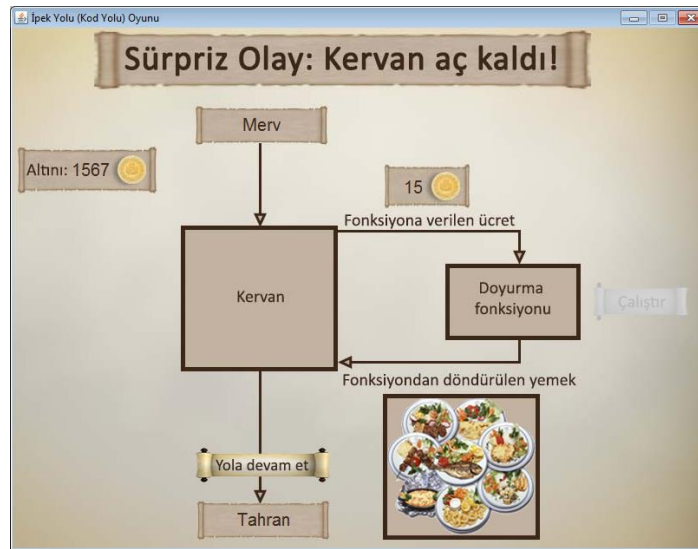 İpek Yolu (Kod Yolu) Oyunu
Sürpriz Olay: Kervan aç kaldı!
Merv
Altını: 1567
15
Fonksiyona verilen ücret
Kervan
Doyurma
fonksiyonu
Çalıştır
Fonksiyondan döndürülen yemek
Yola devam et
Tahran